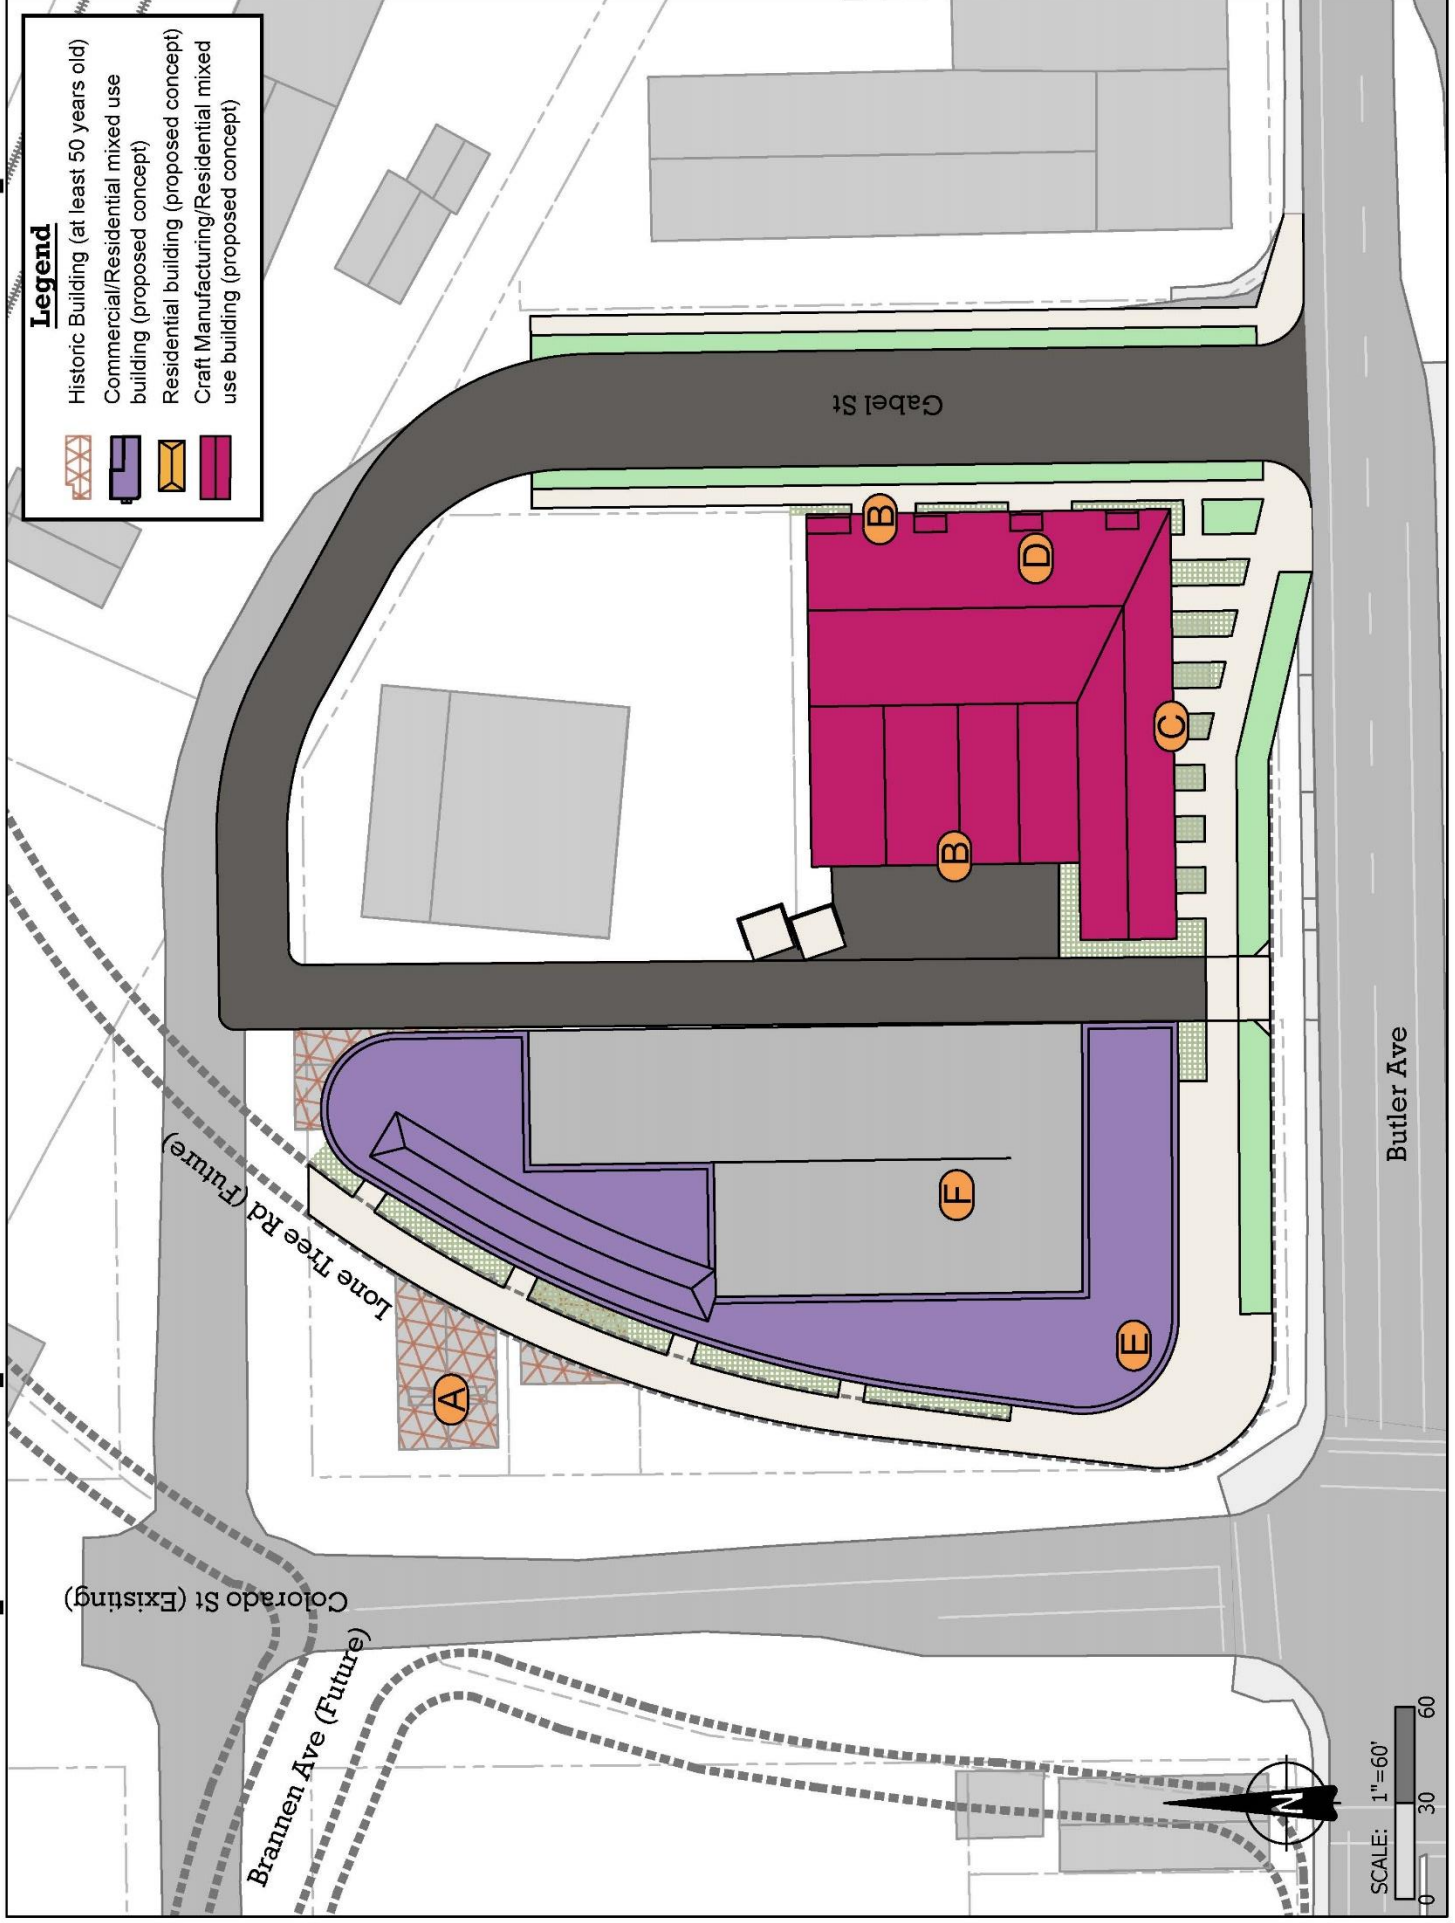 Legend
Historic Building (at least 50 years old)
Commercial/Residential mixed use
building (proposed concept)
Residential building (proposed concept)
Craft Manufacturing/Residential mixed
use building (proposed concept)
Gabel St
B
D
C
B
Lone Tree Rd (Future)
A
F
E
Butler Ave
Colorado St (Existing)
Brannen Ave (Future)
N
SCALE: 1"=60'
0 30 60